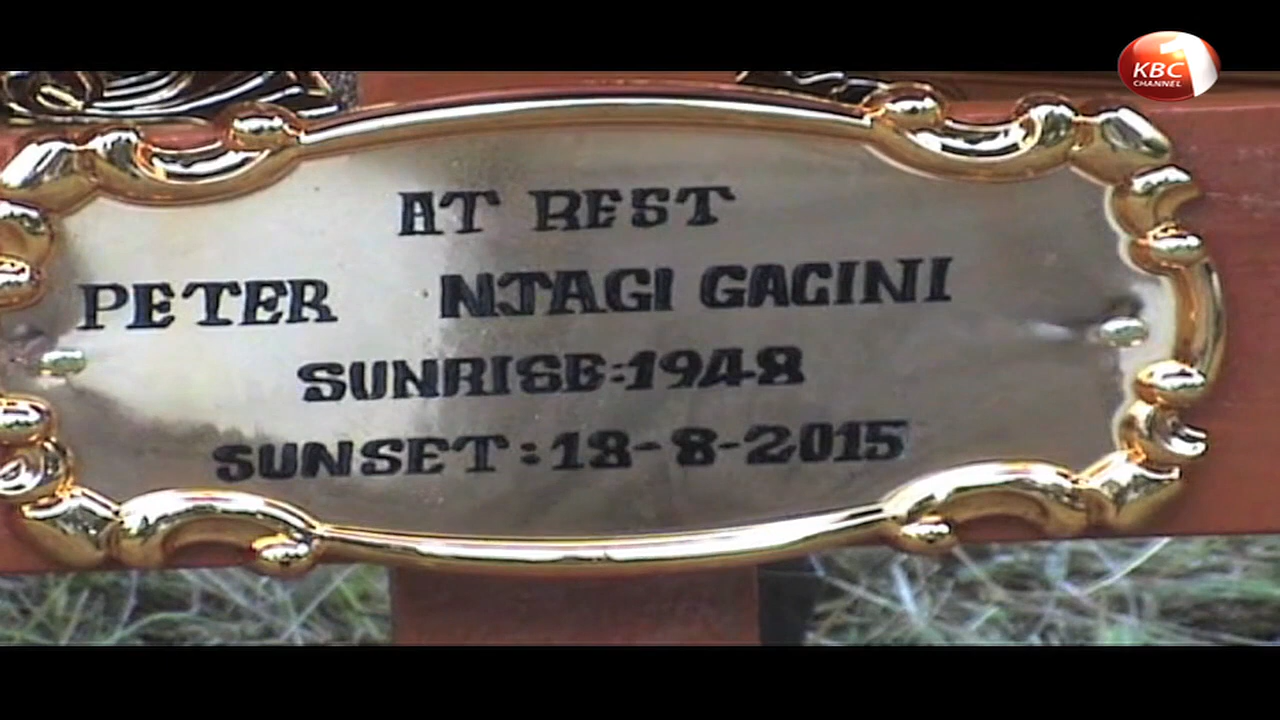 KBC 1
CHANNEL
AT REST
PETER NJAGI GACINI
SUNRISE:1948
SUNSET:18-8-2015